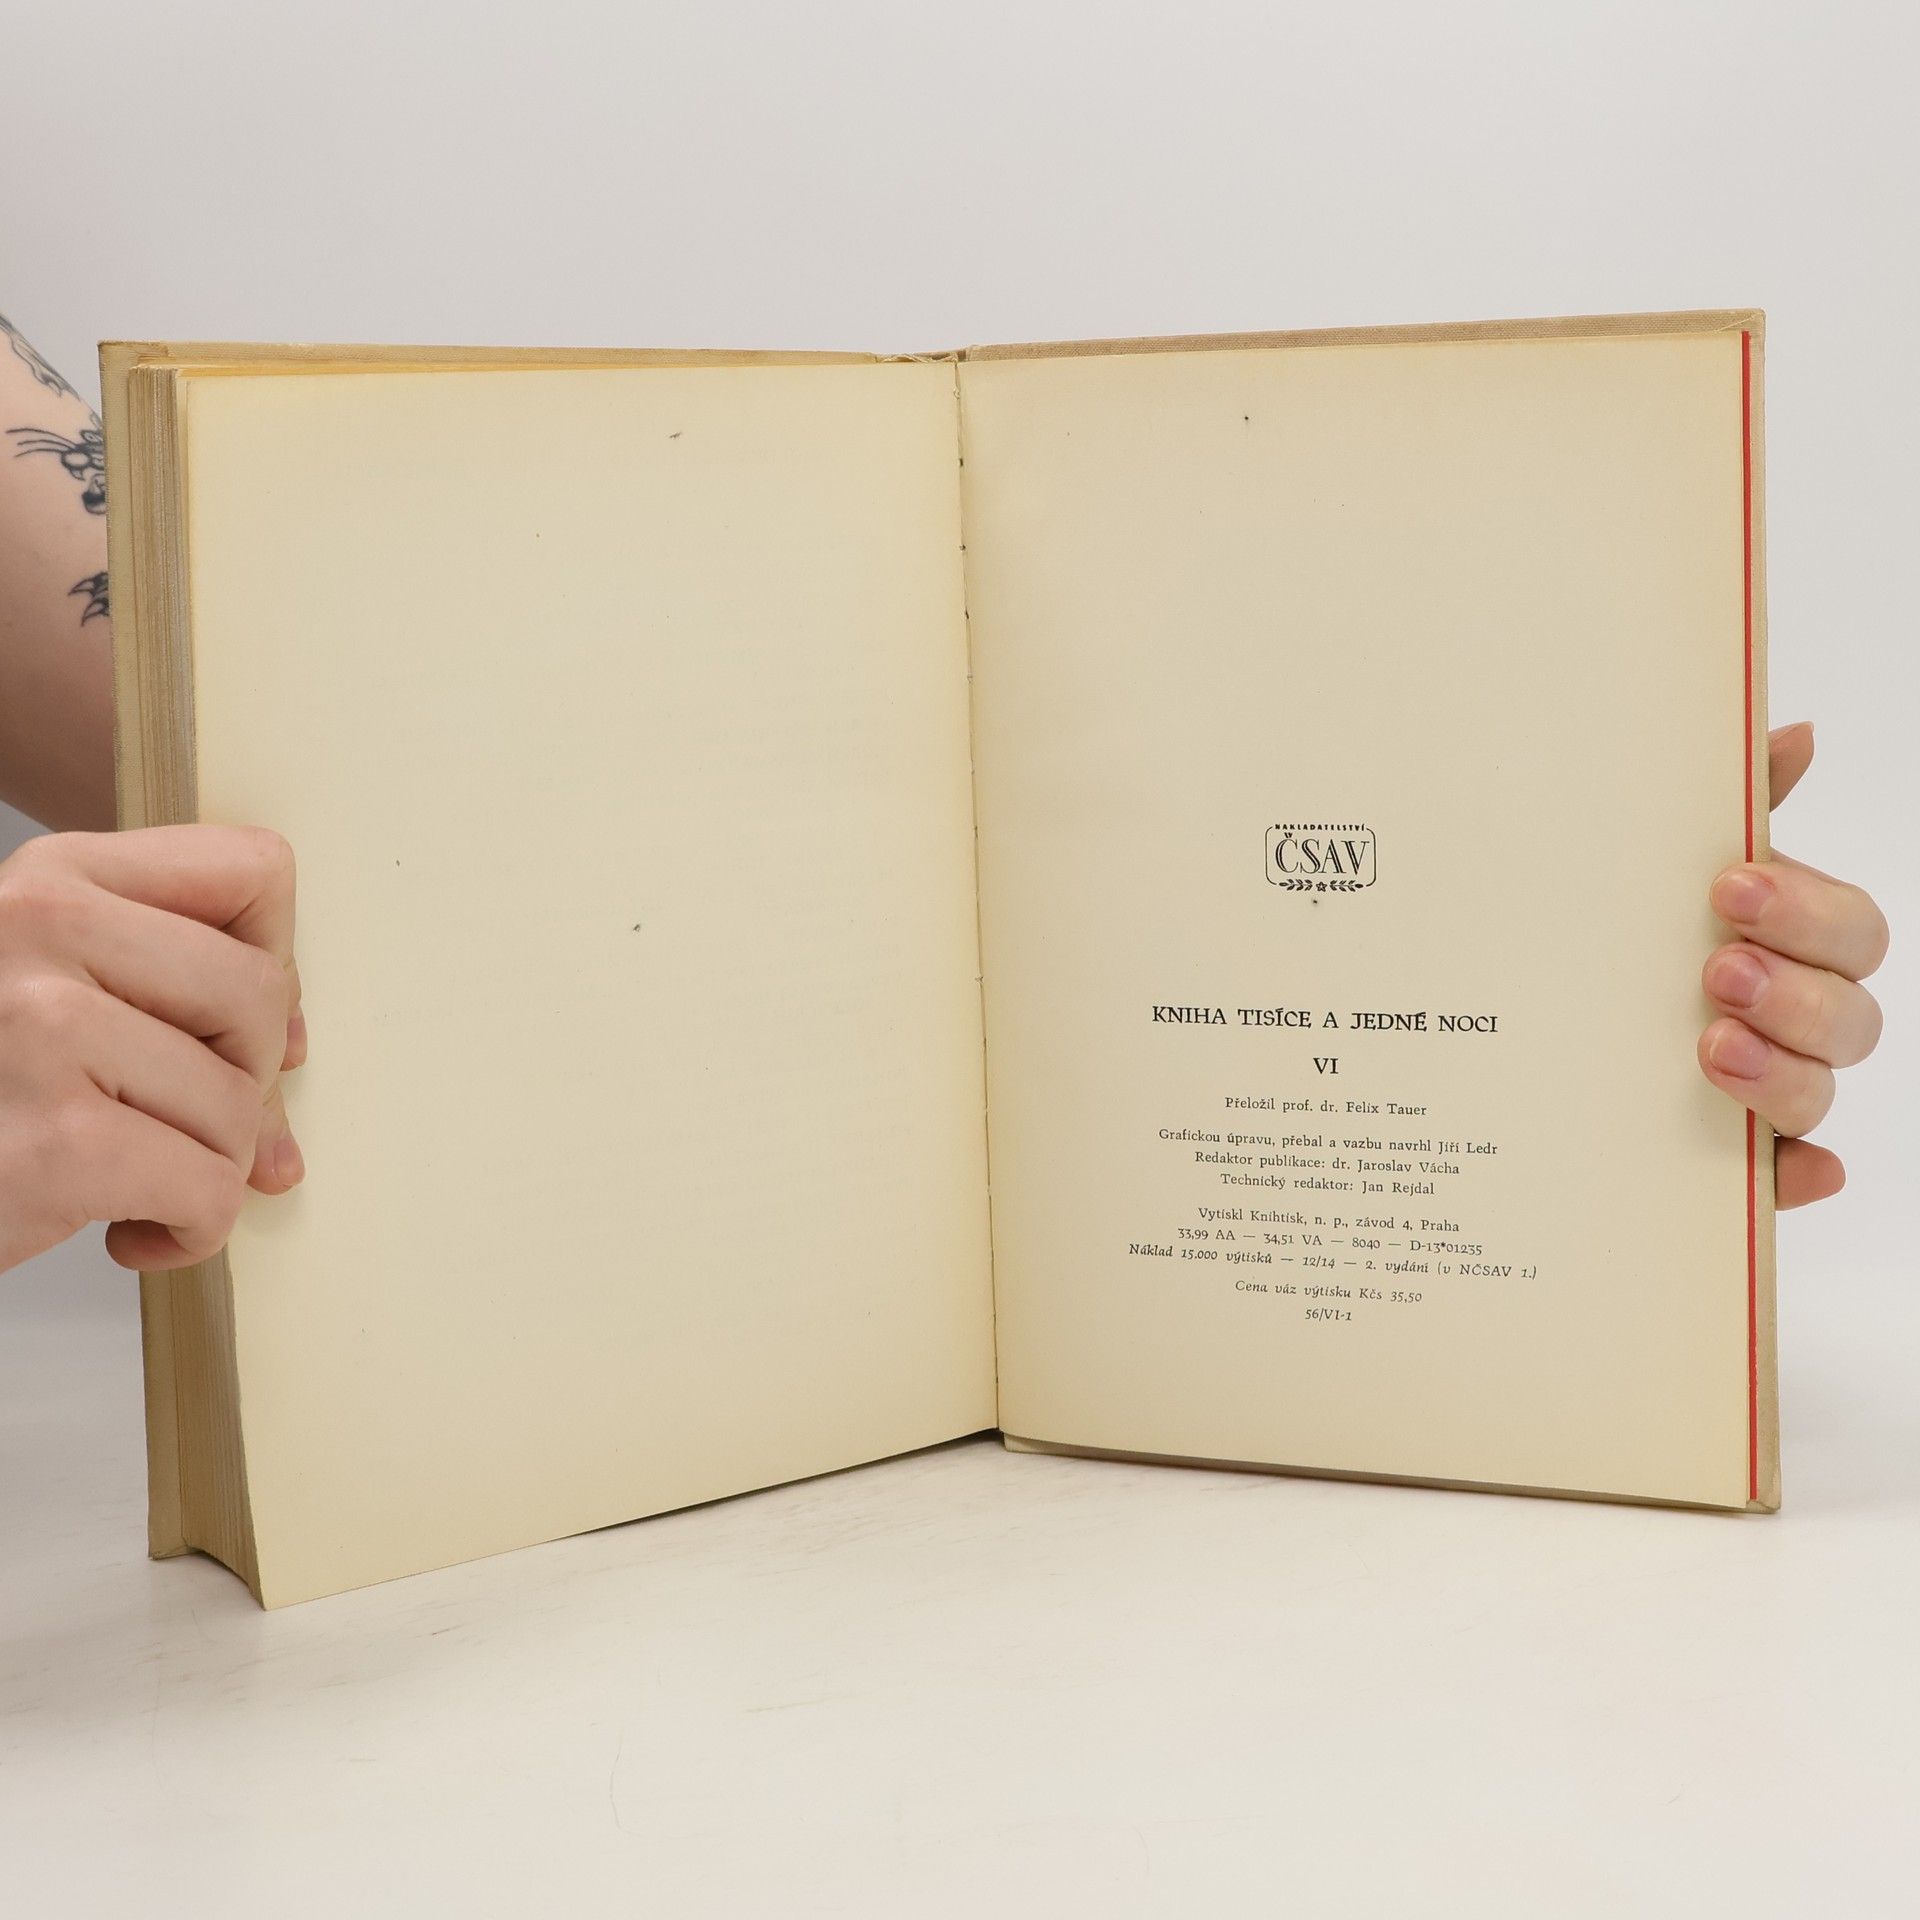 NAKLADATELSTVÍ
ČSAV
KNIHA TISÍCE A JEDNÉ NOCI
VI
Přeložil prof. dr. Felix Tauer
Grafickou úpravu, přebal a vazbu navrhl Jiří Ledr
Redaktor publikace: dr. Jaroslav Vácha
Technický redaktor: Jan Rejdal
Vytiskl Knihtisk, n. p., závod 4, Praha
33,99 AA — 34,51 VA — 8040 — D-13*01235
Náklad 15.000 výtisků — 12/14 — 2. vydání (v NČSAV 1.)
Cena váz výtisku Kčs 35,50
56/VI-1